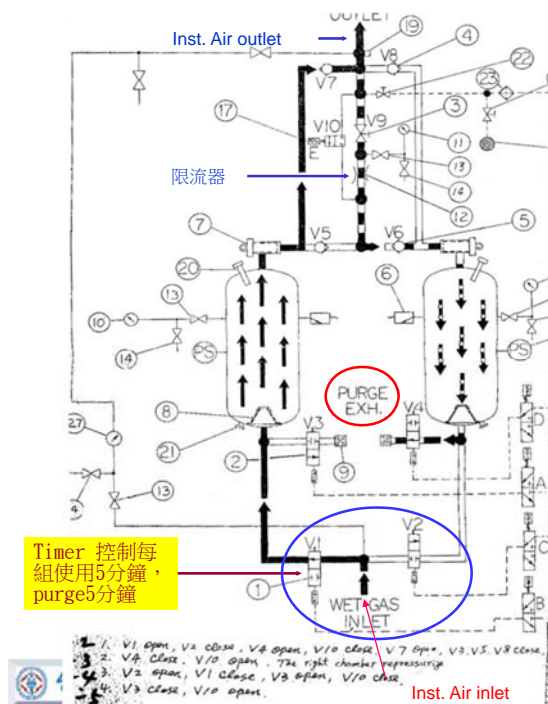 OUTLET
Inst. Air outlet
19
V8
4
V7
22
23
17
3
V9
V10
11
E
13
限流器
14
12
7
V5
V6
5
20
13
6
10
14
PS
PS
PURGE
EXH.
8
V3
V4
27
21
2
9
D
A
13
Timer 控制每
組使用5分鐘，
purge5分鐘
V1
V2
C
1
WET GAS
INLET
B
1. V1 open, V2 close, V4 open, V10 close, V7 open, V3, V5, V8 close.
2. V4 close, V10 open. The right chamber repressurize
3. V2 open, V1 close, V3 open, V10 close.
4. V3 close, V10 open.
Inst. Air inlet